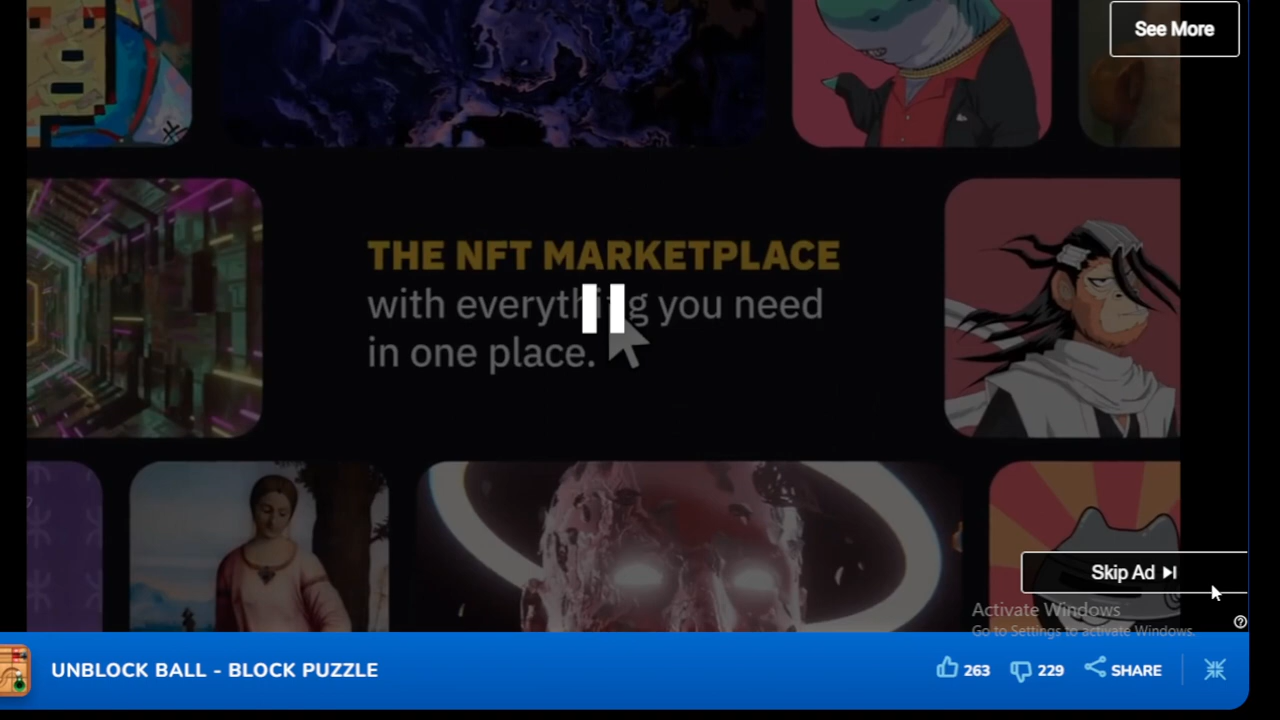 See More
THE NFT MARKETPLACE
with everything you need
in one place.
Skip Ad
Activate Windows
Go to Settings to activate Windows.
UNBLOCK BALL - BLOCK PUZZLE
263
229
SHARE